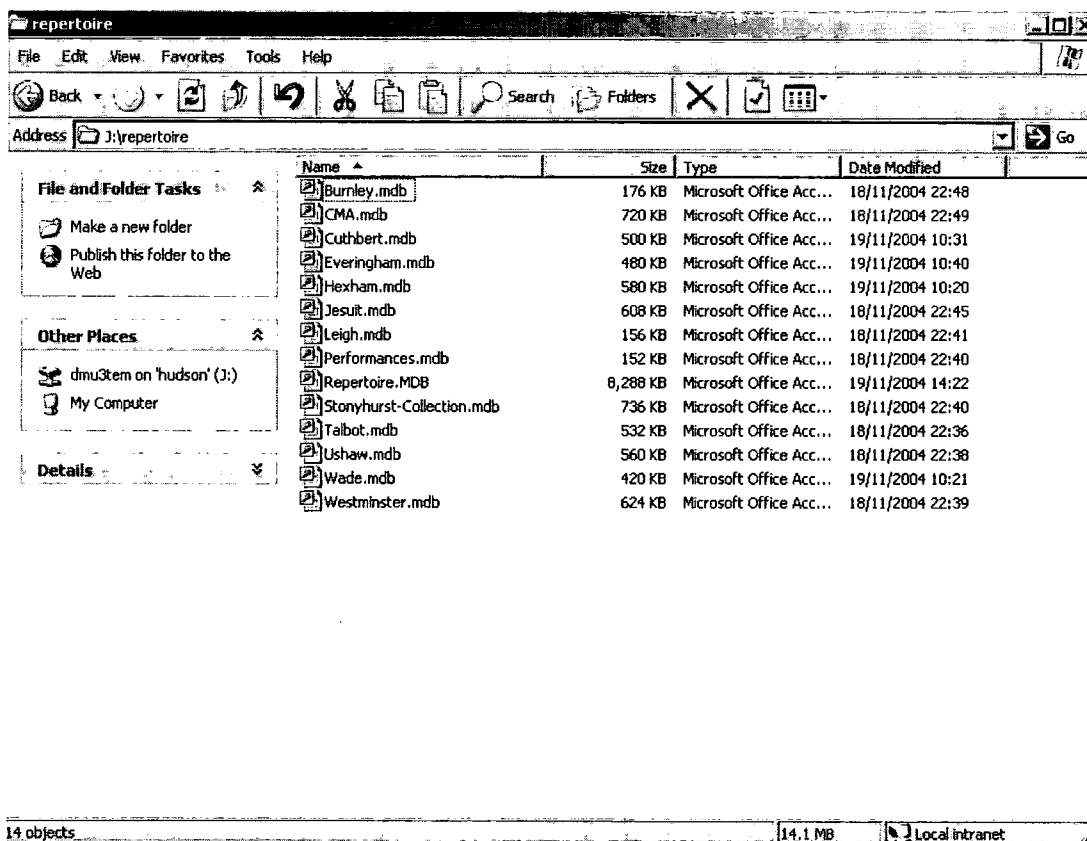 repertoire
File Edit View Favorites Tools Help
Back Search Folders
Address J:\repertoire Go
Name Size Type Date Modified
File and Folder Tasks
Make a new folder
Publish this folder to the
Web
Other Places
dmu3tem on 'hudson' (J:)
My Computer
Details
Burnley.mdb 176 KB Microsoft Office Acc... 18/11/2004 22:48
CMA.mdb 720 KB Microsoft Office Acc... 18/11/2004 22:49
Cuthbert.mdb 500 KB Microsoft Office Acc... 19/11/2004 10:31
Everingham.mdb 480 KB Microsoft Office Acc... 19/11/2004 10:40
Hexham.mdb 580 KB Microsoft Office Acc... 19/11/2004 10:20
Jesuit.mdb 608 KB Microsoft Office Acc... 18/11/2004 22:45
Leigh.mdb 156 KB Microsoft Office Acc... 18/11/2004 22:41
Performances.mdb 152 KB Microsoft Office Acc... 18/11/2004 22:40
Repertoire.MDB 8,288 KB Microsoft Office Acc... 19/11/2004 14:22
Stonyhurst-Collection.mdb 736 KB Microsoft Office Acc... 18/11/2004 22:40
Talbot.mdb 532 KB Microsoft Office Acc... 18/11/2004 22:36
Ushaw.mdb 560 KB Microsoft Office Acc... 18/11/2004 22:38
Wade.mdb 420 KB Microsoft Office Acc... 19/11/2004 10:21
Westminster.mdb 624 KB Microsoft Office Acc... 18/11/2004 22:39
14 objects 14.1 MB Local intranet